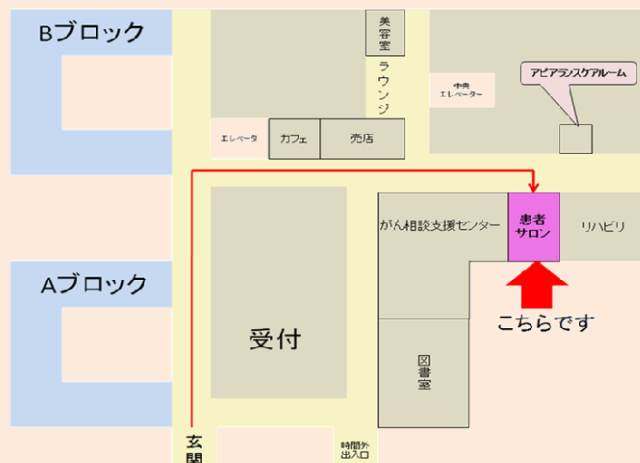 Bブロック
美容室
ラウンジ
中央
エレベーター
アピアランスケアルーム
エレベータ
カフェ
売店
がん相談支援センター
患者
サロン
リハビリ
Aブロック
こちらです
受付
図書室
玄関
時間外
出入口